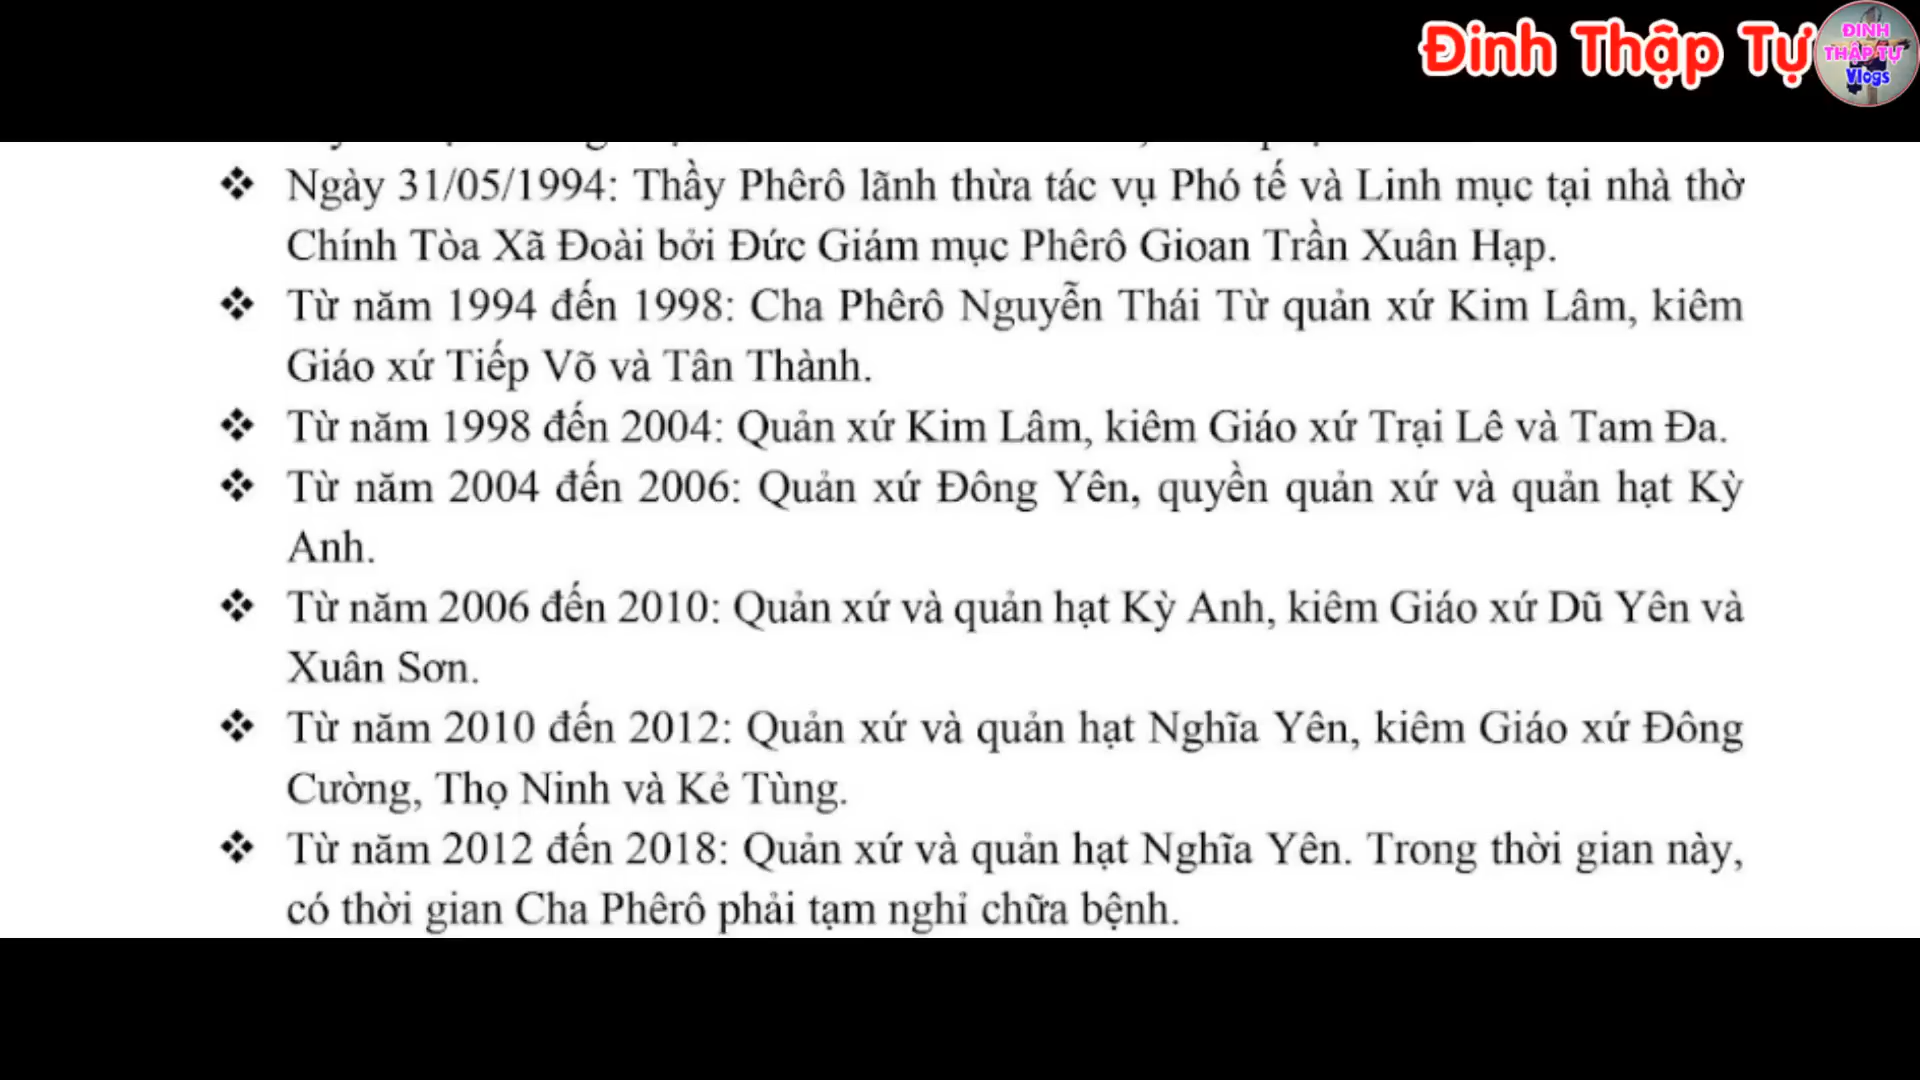 Đinh Thập Tự
ĐINH
THẬP TỰ
Vlogs
❖ Ngày 31/05/1994: Thầy Phêrô lãnh thừa tác vụ Phó tế và Linh mục tại nhà thờ
Chính Tòa Xã Đoài bởi Đức Giám mục Phêrô Gioan Trần Xuân Hạp.
❖ Từ năm 1994 đến 1998: Cha Phêrô Nguyễn Thái Từ quản xứ Kim Lâm, kiêm
Giáo xứ Tiếp Võ và Tân Thành.
❖ Từ năm 1998 đến 2004: Quản xứ Kim Lâm, kiêm Giáo xứ Trại Lê và Tam Đa.
❖ Từ năm 2004 đến 2006: Quản xứ Đông Yên, quyền quản xứ và quản hạt Kỳ
Anh.
❖ Từ năm 2006 đến 2010: Quản xứ và quản hạt Kỳ Anh, kiêm Giáo xứ Dũ Yên và
Xuân Sơn.
❖ Từ năm 2010 đến 2012: Quản xứ và quản hạt Nghĩa Yên, kiêm Giáo xứ Đông
Cường, Thọ Ninh và Kẻ Tùng.
❖ Từ năm 2012 đến 2018: Quản xứ và quản hạt Nghĩa Yên. Trong thời gian này,
có thời gian Cha Phêrô phải tạm nghỉ chữa bệnh.